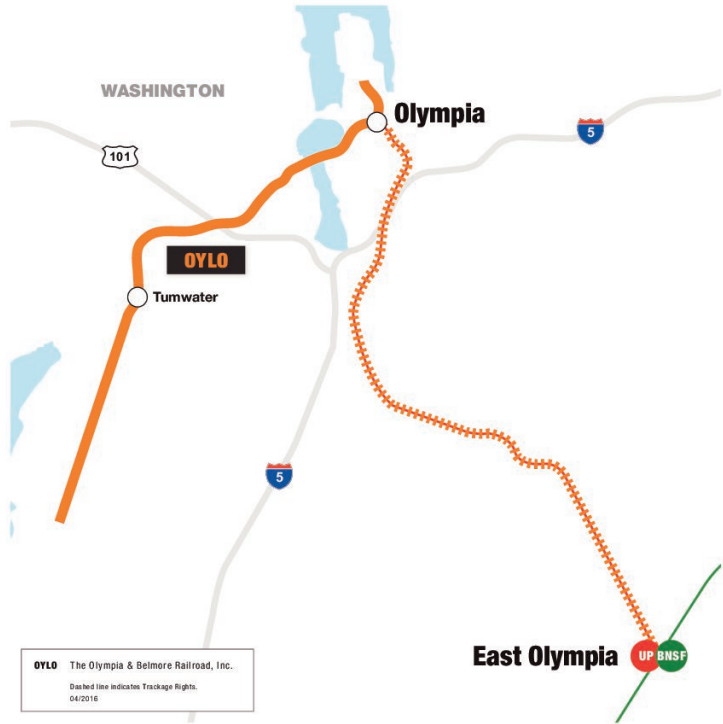 WASHINGTON
Olympia
5
101
OYLO
Tumwater
5
East Olympia
UP BNSF
OYLO The Olympia & Belmore Railroad, Inc.
Dashed line indicates Trackage Rights.
04/2016